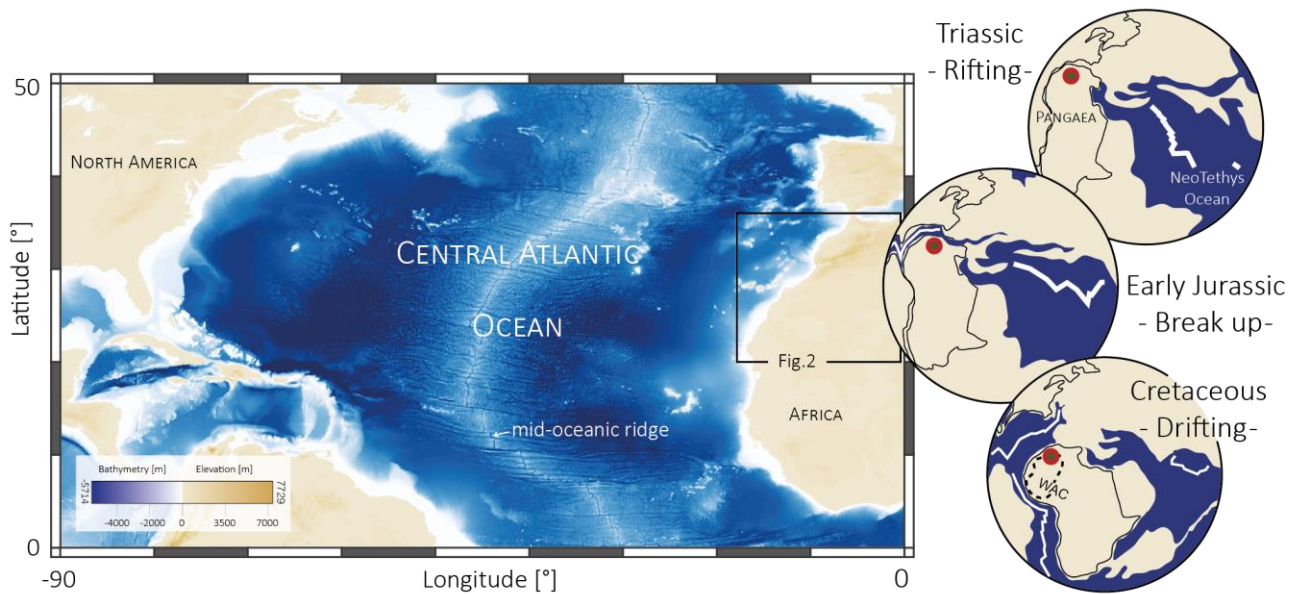 50
Latitude [°]
0
-90
Longitude [°]
0
NORTH AMERICA
CENTRAL ATLANTIC
OCEAN
Fig.2
AFRICA
mid-oceanic ridge
Bathymetry [m]
Elevation [m]
-5714
7729
-4000
-2000
0
3500
7000
Triassic
- Rifting-
PANGAEA
NeoTethys
Ocean
Early Jurassic
- Break up-
Cretaceous
- Drifting-
WAC